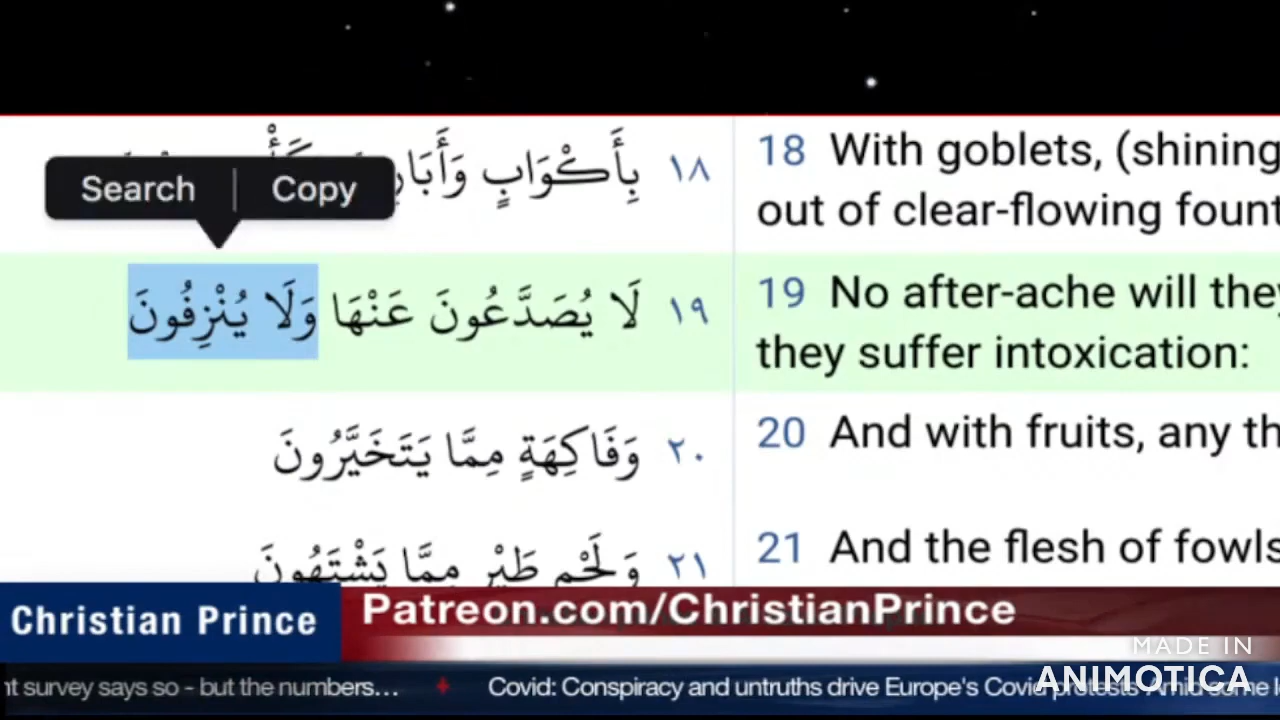 Search Copy
بِأَكْوَابٍ ١٨
18 With goblets, (shining
out of clear-flowing fount
لَا يُصَدَّعُونَ عَنْهَا وَلَا يُنْزِفُونَ ١٩
19 No after-ache will they
they suffer intoxication:
وَفَاكِهَةٍ مِمَّا يَتَخَيَّرُونَ ٢٠
20 And with fruits, any th
وَلَحْمِ طَيْرٍ مِمَّا يَشْتَهُونَ ٢١
21 And the flesh of fowls
Christian Prince
Patreon.com/ChristianPrince
MADE IN
ANIMOTICA
nt survey says so - but the numbers... Covid: Conspiracy and untruths drive Europe's Covid protests